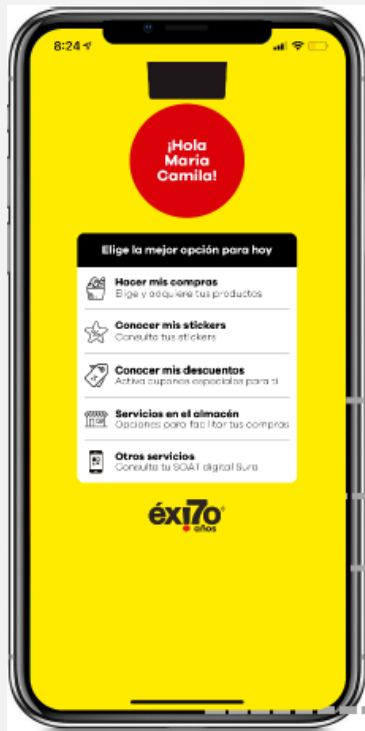 8:24
¡Hola
Maria
Camila!
Elige la mejor opción para hoy
Hacer mis compras
Elige y adquiere tus productos
Conocer mis stickers
Consulta tus stickers
Conocer mis descuentos
Activa cupones especiales para ti
Servicios en el almacén
Opciones para facilitar tus compras
Otros servicios
Consulta tu SOAT digital Sura
éxi70
años